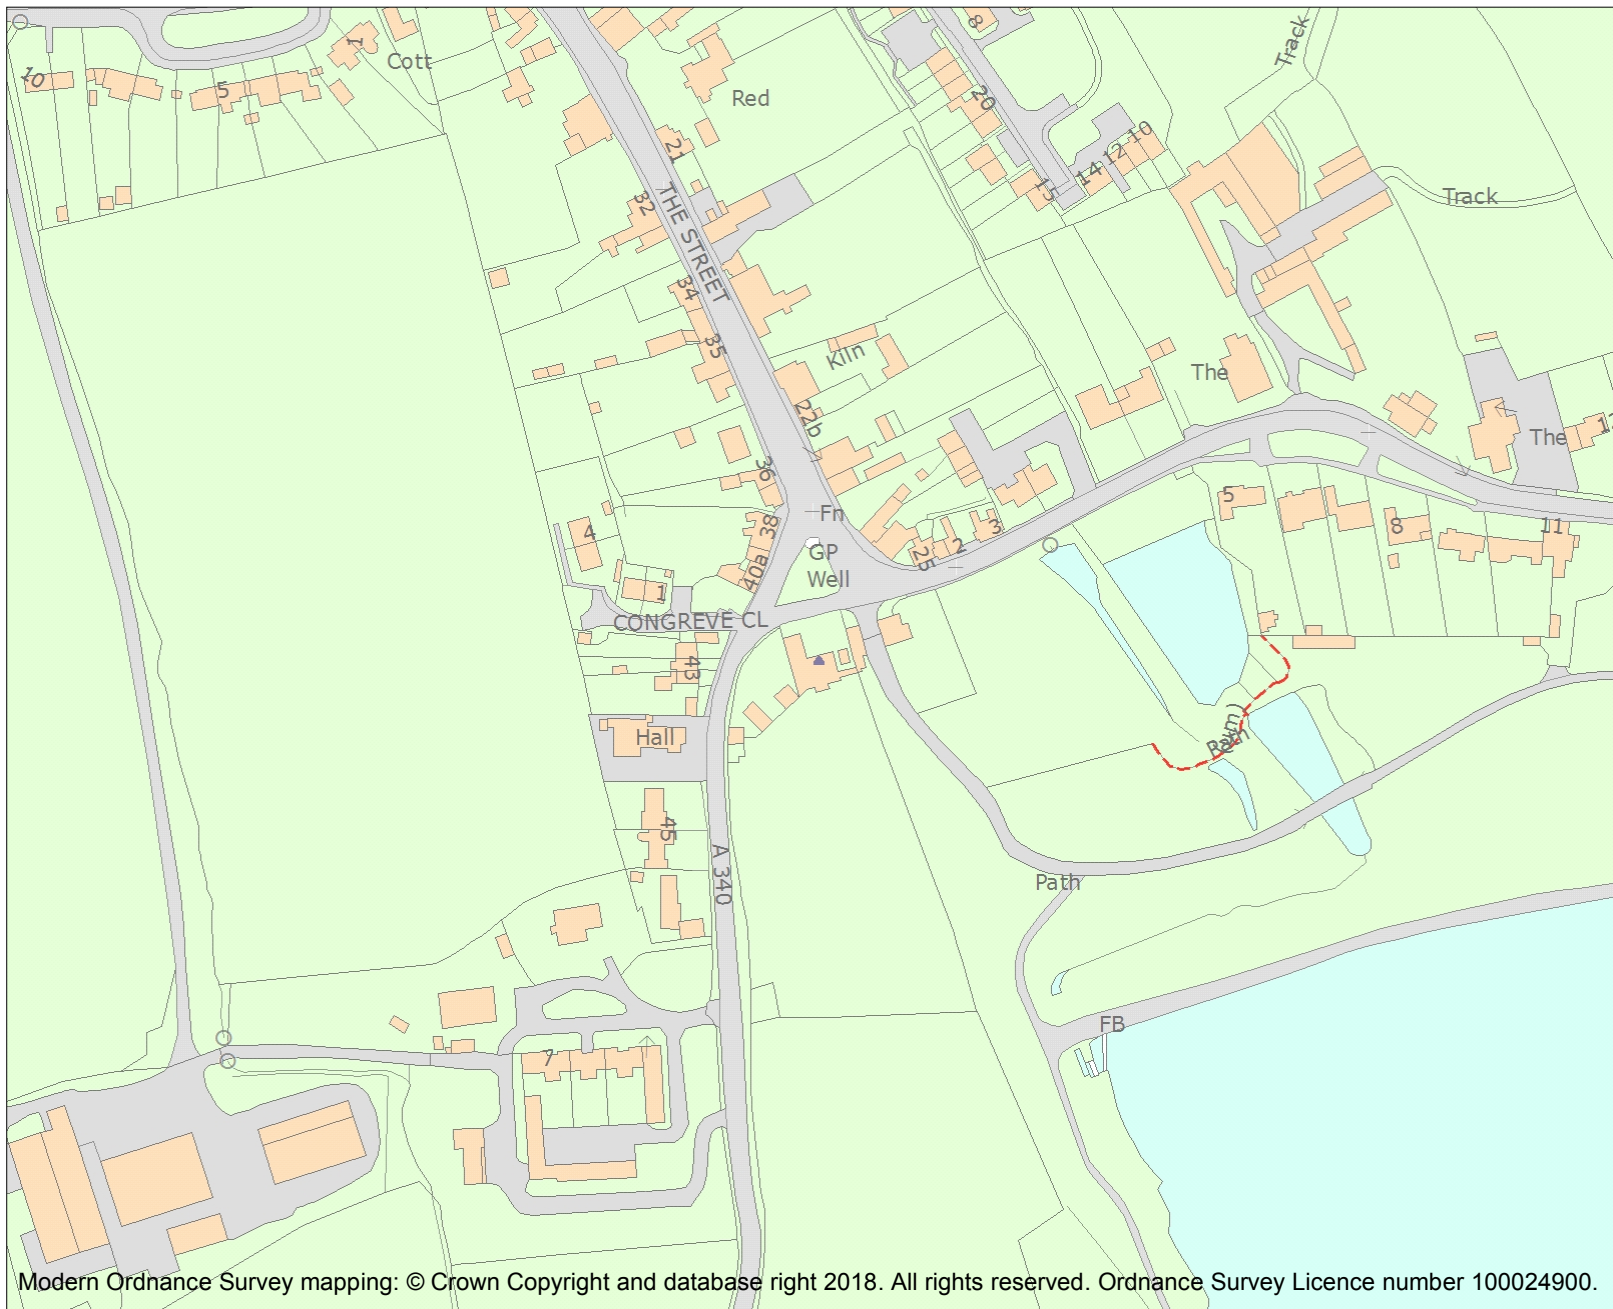 8
Track
1
Cott
10
5
Red
20
21
10
12
14
15
32
Track
THE STREET
34
35
Kiln
The
22b
The
36
5
Fn
38
8
11
4
3
2
25
GP
Well
40a
1
CONGREVE CL
43
Hall
Path
45
A 340
Path
FB
7
Modern Ordnance Survey mapping: © Crown Copyright and database right 2018. All rights reserved. Ordnance Survey Licence number 100024900.